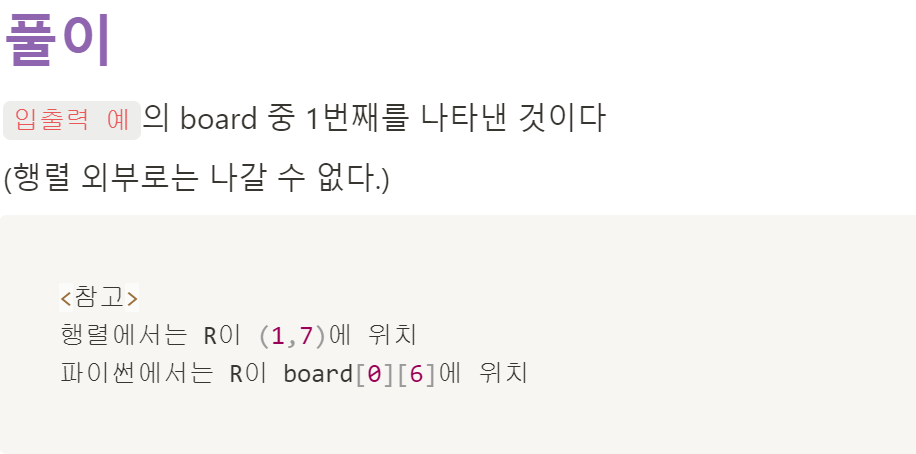 풀이
입출력 예의 board 중 1번째를 나타낸 것이다
(행렬 외부로는 나갈 수 없다.)
<참고>
행렬에서는 R이 (1,7)에 위치
파이썬에서는 R이 board[0][6]에 위치